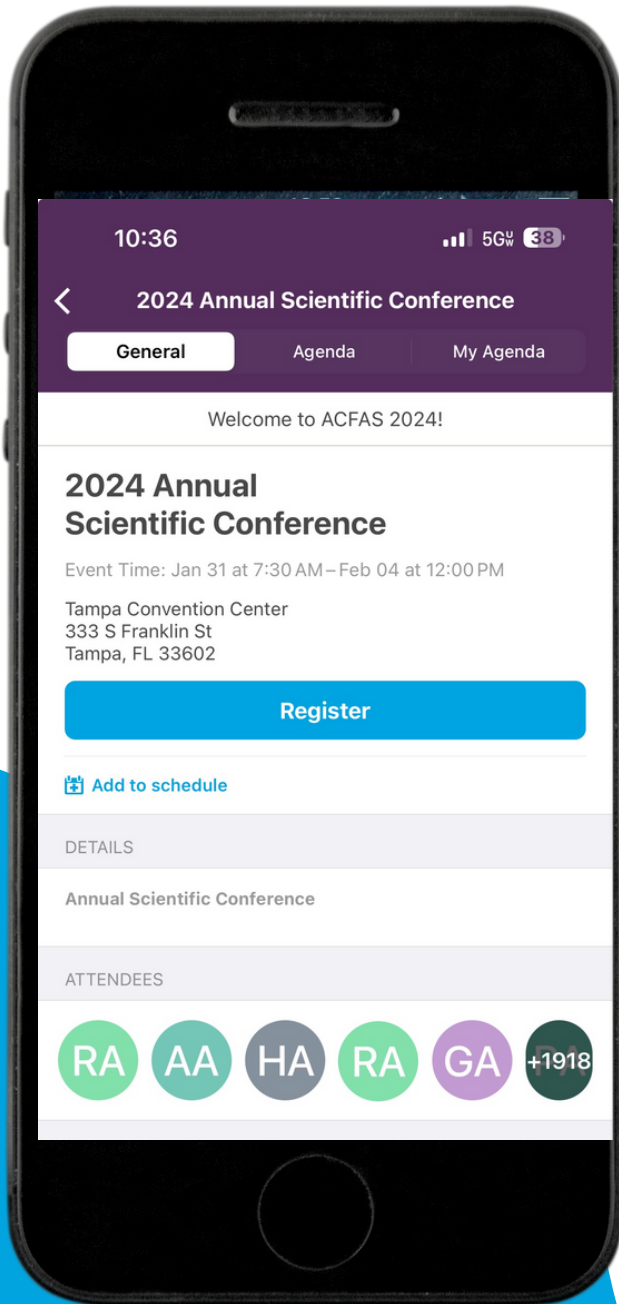 10:36 5GW 38
2024 Annual Scientific Conference
General Agenda My Agenda
Welcome to ACFAS 2024!
2024 Annual
Scientific Conference
Event Time: Jan 31 at 7:30 AM – Feb 04 at 12:00 PM
Tampa Convention Center
333 S Franklin St
Tampa, FL 33602
Register
Add to schedule
DETAILS
Annual Scientific Conference
ATTENDEES
RA AA HA RA GA +1918